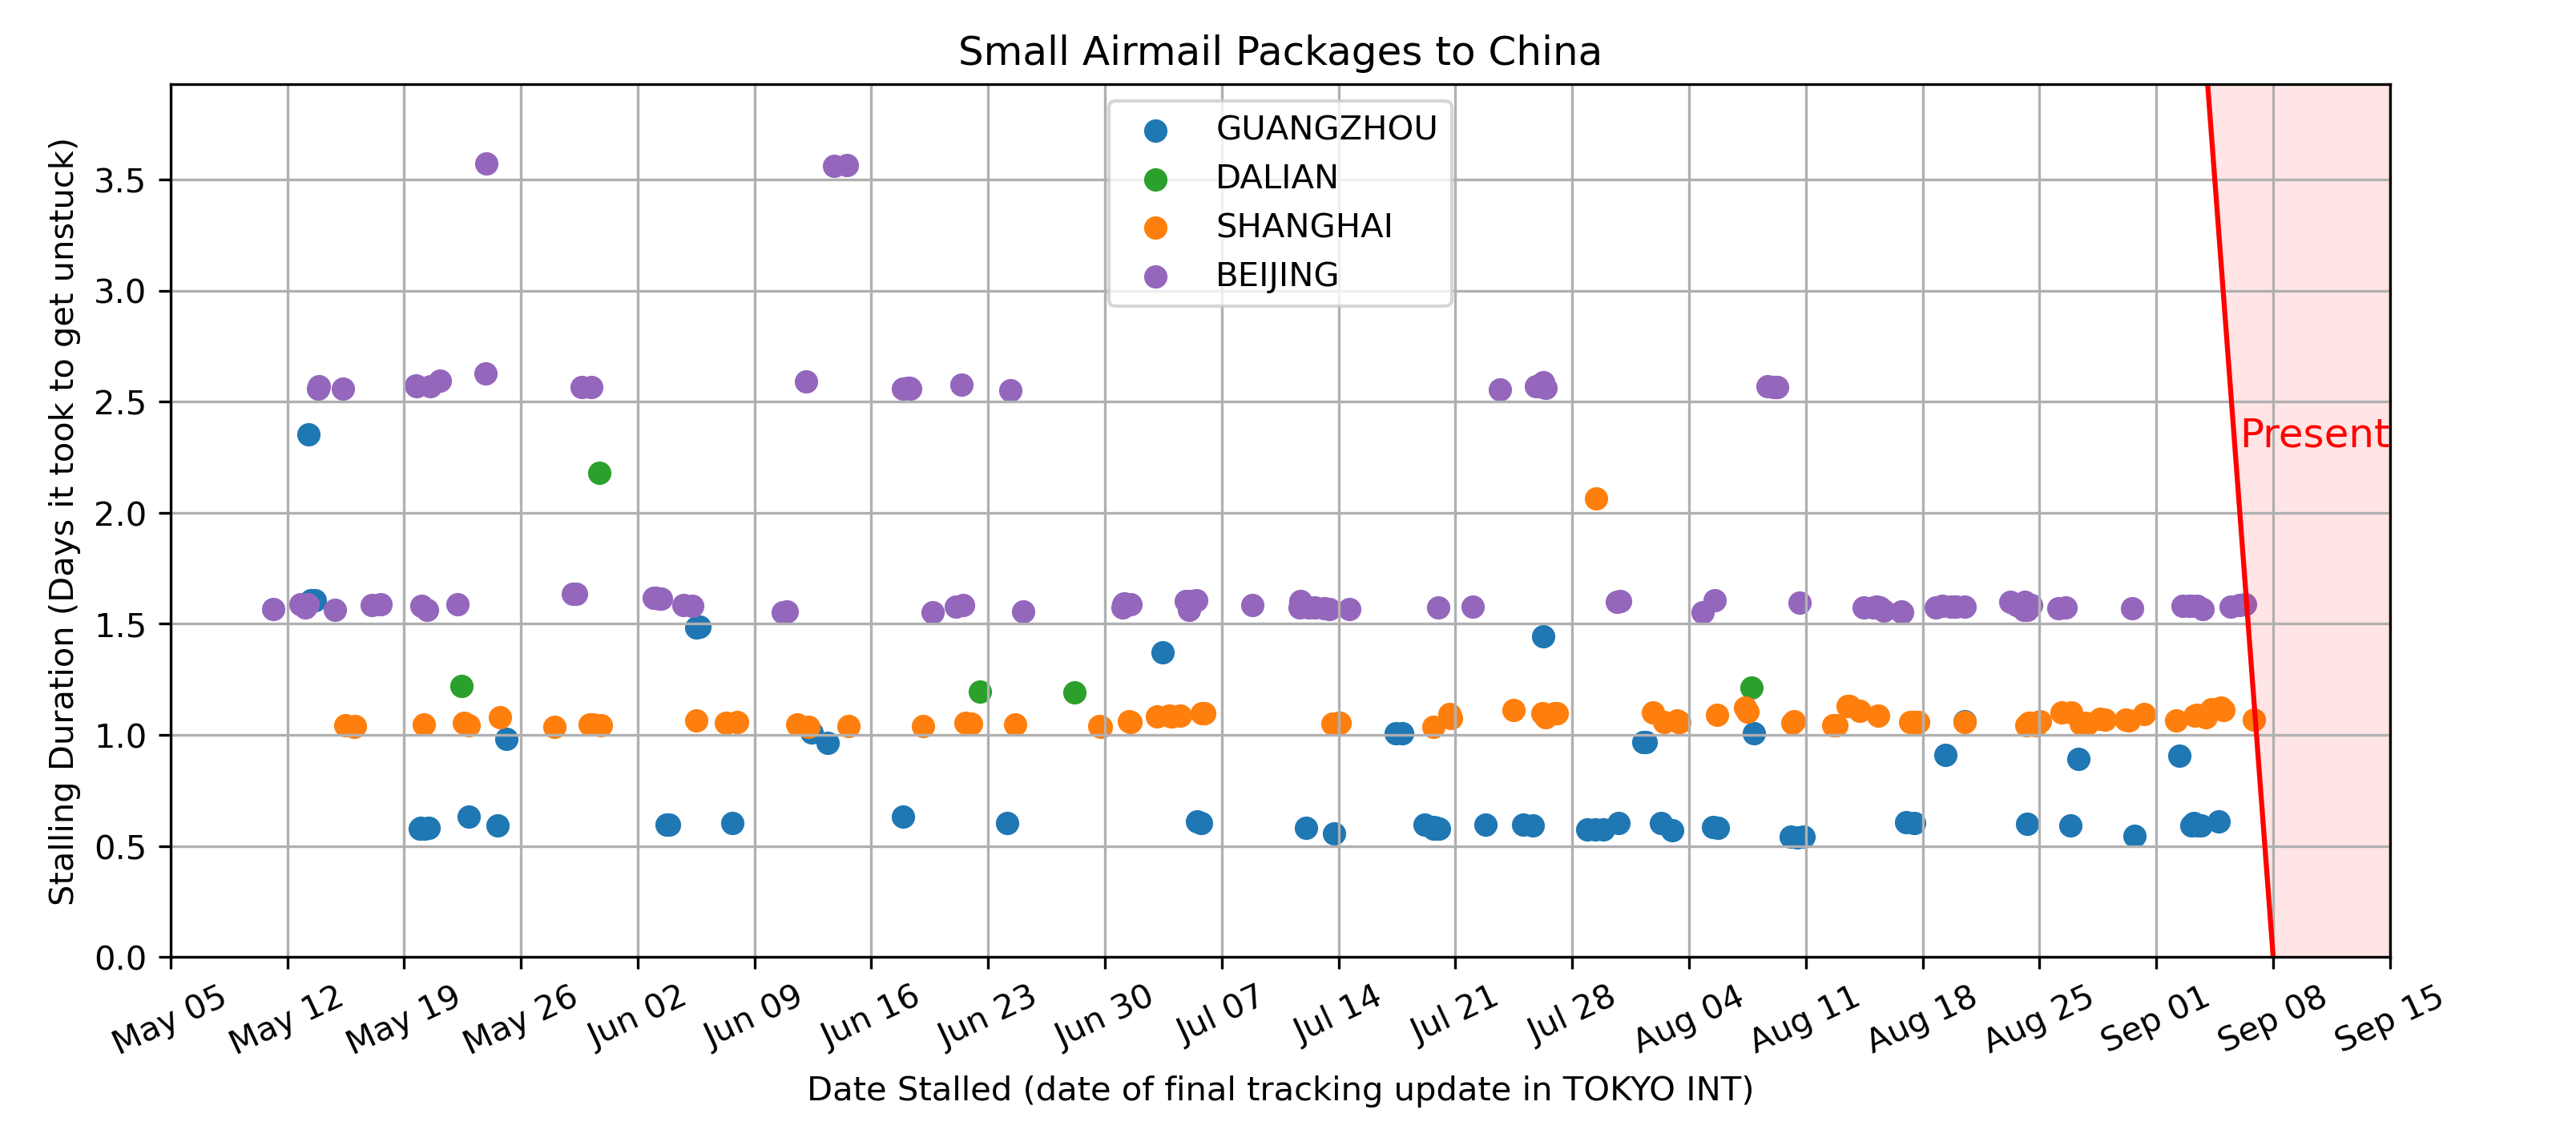 Small Airmail Packages to China
GUANGZHOU
DALIAN
SHANGHAI
BEIJING
Stalling Duration (Days it took to get unstuck)
3.5
3.0
2.5
2.0
1.5
1.0
0.5
0.0
Present
May 05
May 12
May 19
May 26
Jun 02
Jun 09
Jun 16
Jun 23
Jun 30
Jul 07
Jul 14
Jul 21
Jul 28
Aug 04
Aug 11
Aug 18
Aug 25
Sep 01
Sep 08
Sep 15
Date Stalled (date of final tracking update in TOKYO INT)